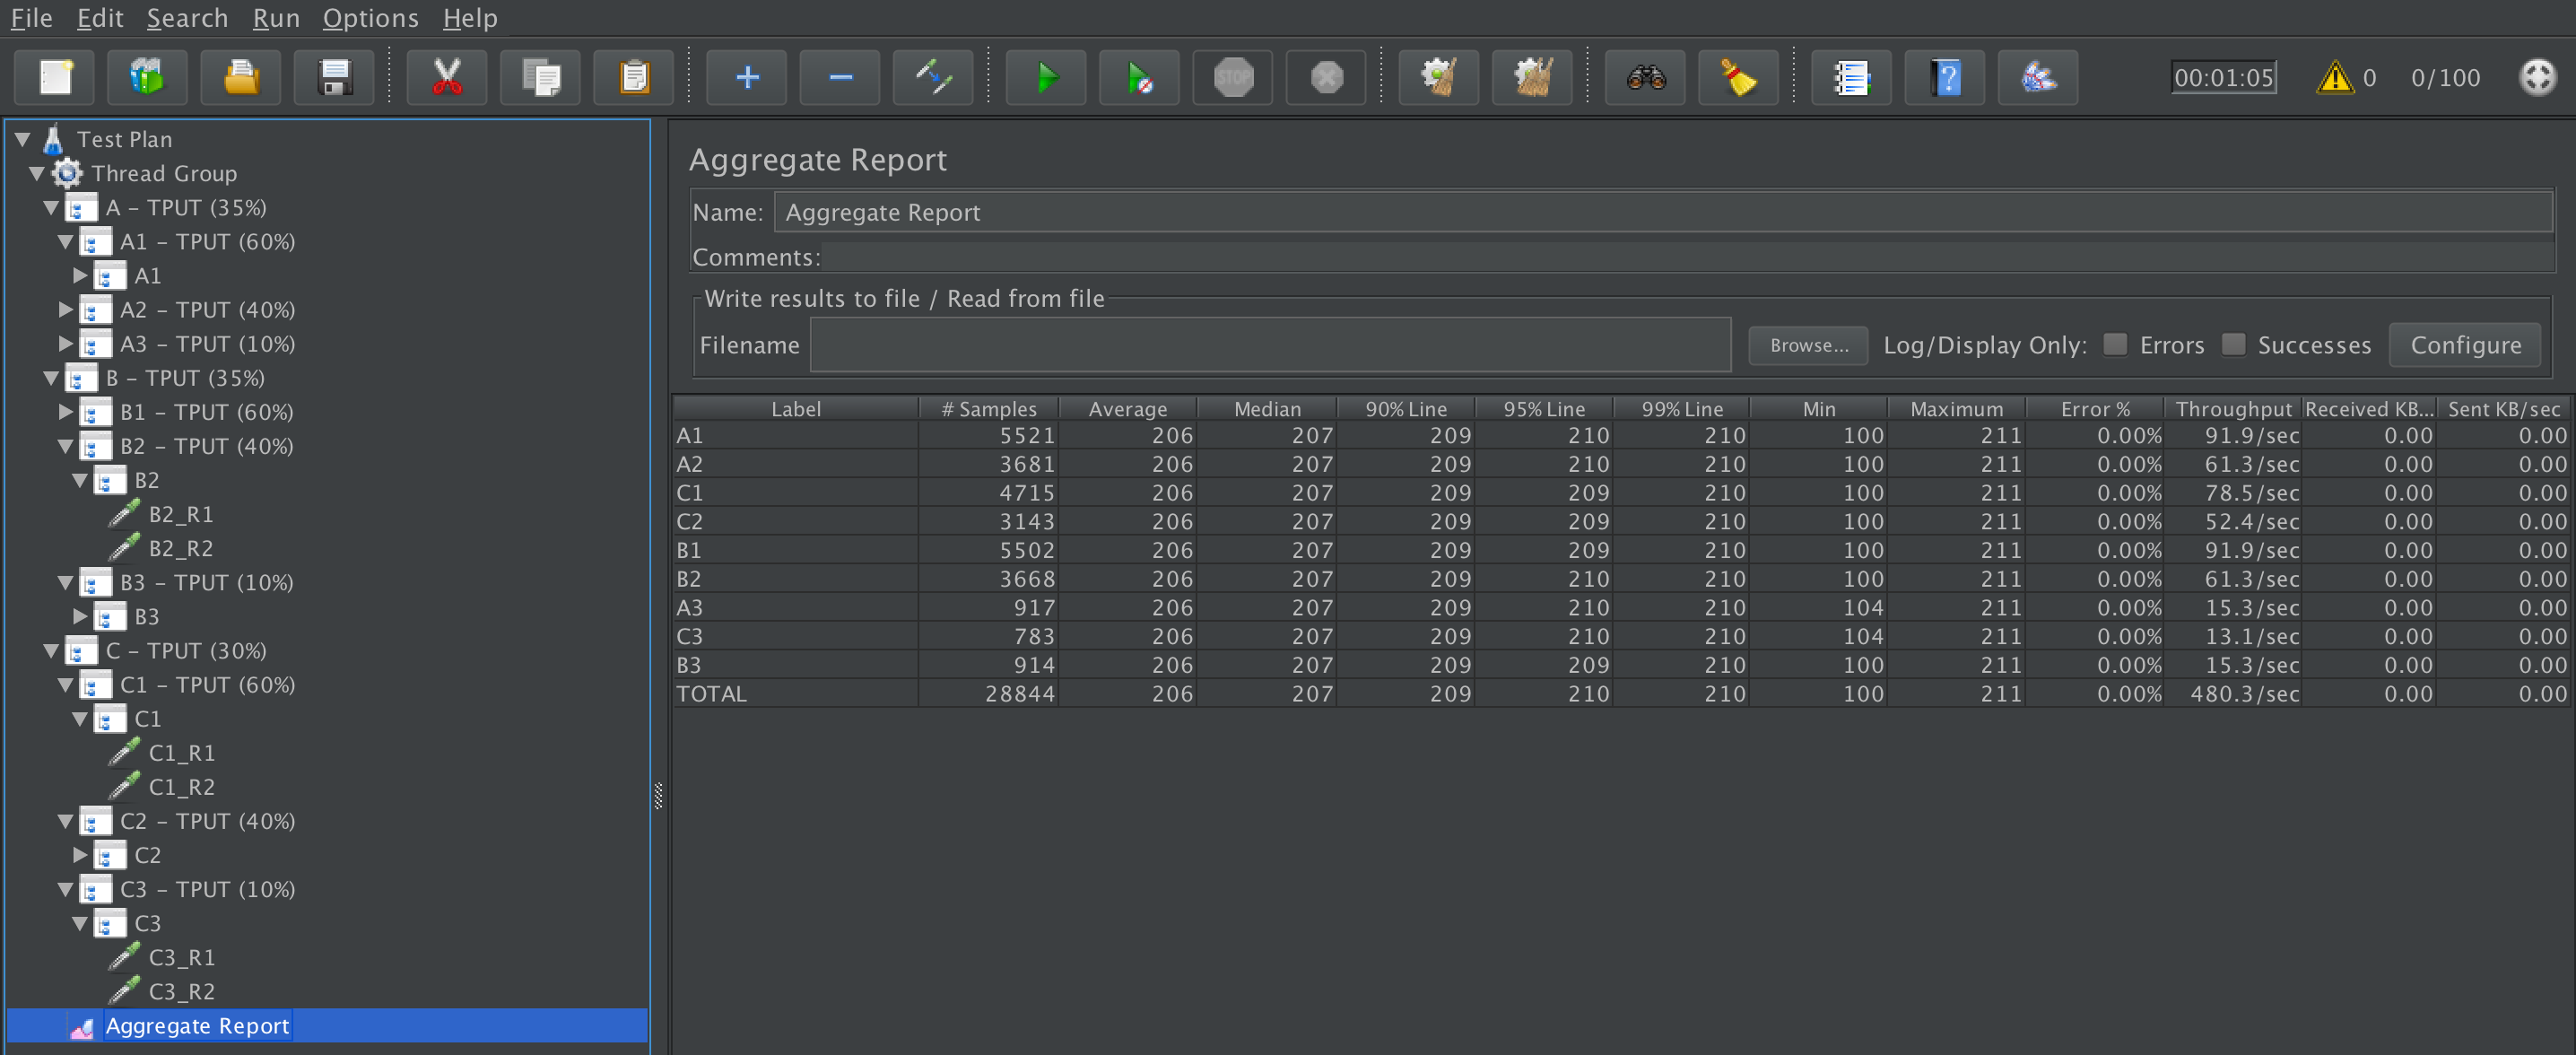 File Edit Search Run Options Help
STOP
00:01:05 0 0/100
Test Plan
Thread Group
A – TPUT (35%)
A1 – TPUT (60%)
A1
A2 – TPUT (40%)
A3 – TPUT (10%)
B – TPUT (35%)
B1 – TPUT (60%)
B2 – TPUT (40%)
B2
B2_R1
B2_R2
B3 – TPUT (10%)
B3
C – TPUT (30%)
C1 – TPUT (60%)
C1
C1_R1
C1_R2
C2 – TPUT (40%)
C2
C3 – TPUT (10%)
C3
C3_R1
C3_R2
Aggregate Report
Aggregate Report
Name: Aggregate Report
Comments:
Write results to file / Read from file
Filename Browse... Log/Display Only: Errors Successes Configure
Label # Samples Average Median 90% Line 95% Line 99% Line Min Maximum Error % Throughput Received KB... Sent KB/sec
A1 5521 206 207 209 210 210 100 211 0.00% 91.9/sec 0.00 0.00
A2 3681 206 207 209 210 210 100 211 0.00% 61.3/sec 0.00 0.00
C1 4715 206 207 209 209 210 100 211 0.00% 78.5/sec 0.00 0.00
C2 3143 206 207 209 209 210 100 211 0.00% 52.4/sec 0.00 0.00
B1 5502 206 207 209 209 210 100 211 0.00% 91.9/sec 0.00 0.00
B2 3668 206 207 209 210 210 100 211 0.00% 61.3/sec 0.00 0.00
A3 917 206 207 209 210 210 104 211 0.00% 15.3/sec 0.00 0.00
C3 783 206 207 209 210 210 104 211 0.00% 13.1/sec 0.00 0.00
B3 914 206 207 209 209 210 100 211 0.00% 15.3/sec 0.00 0.00
TOTAL 28844 206 207 209 210 210 100 211 0.00% 480.3/sec 0.00 0.00